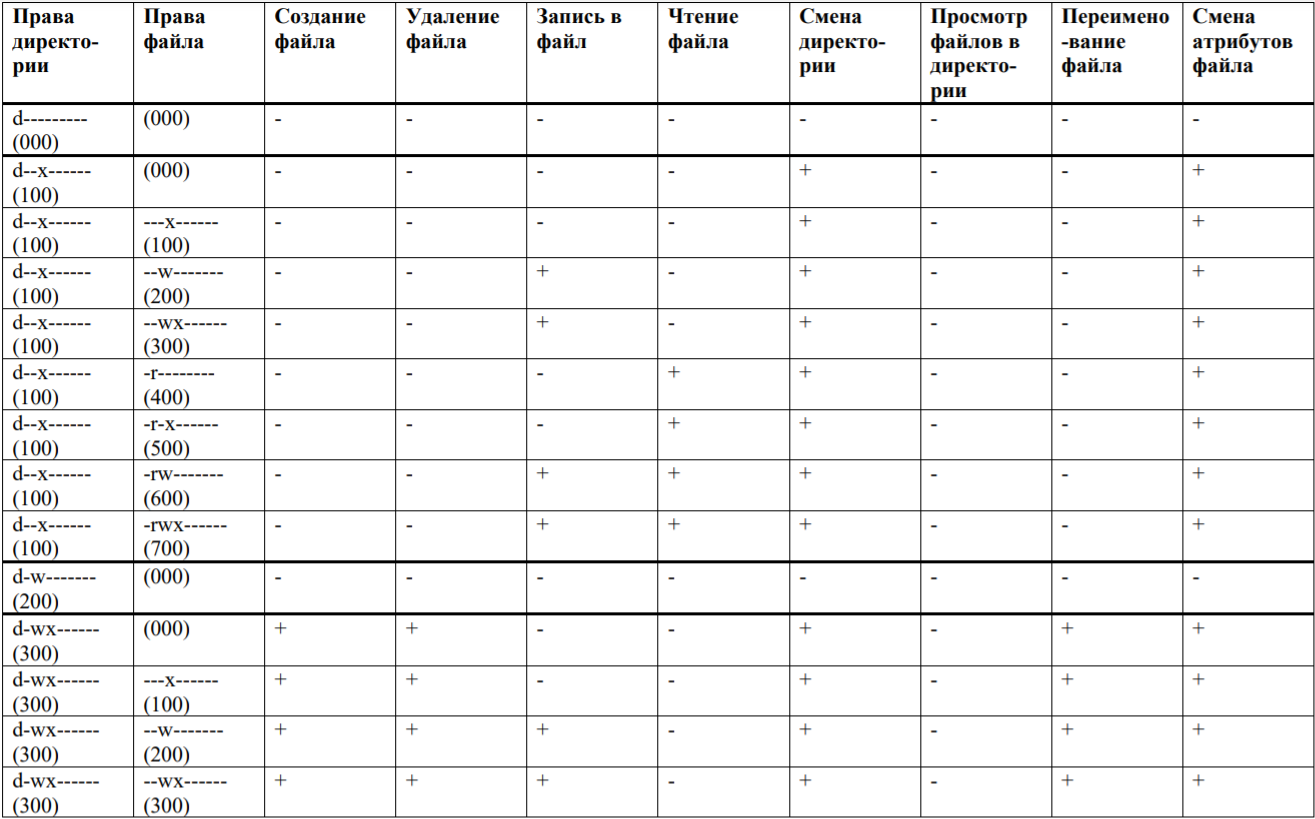 Права директо-рии | Права файла | Создание файла | Удаление файла | Запись в файл | Чтение файла | Смена директо-рии | Просмотр файлов в директо-рии | Переимено-вание файла | Смена атрибутов файла
d--------- (000) | (000) | - | - | - | - | - | - | - | -
d--x------ (100) | (000) | - | - | - | - | + | - | - | +
d--x------ (100) | ---x------ (100) | - | - | - | - | + | - | - | +
d--x------ (100) | --w------- (200) | - | - | + | - | + | - | - | +
d--x------ (100) | --wx------ (300) | - | - | + | - | + | - | - | +
d--x------ (100) | -r-------- (400) | - | - | - | + | + | - | - | +
d--x------ (100) | -r-x------ (500) | - | - | - | + | + | - | - | +
d--x------ (100) | -rw------- (600) | - | - | + | + | + | - | - | +
d--x------ (100) | -rwx------ (700) | - | - | + | + | + | - | - | +
d-w------- (200) | (000) | - | - | - | - | - | - | - | -
d-wx------ (300) | (000) | + | + | - | - | + | - | + | +
d-wx------ (300) | ---x------ (100) | + | + | - | - | + | - | + | +
d-wx------ (300) | --w------- (200) | + | + | + | - | + | - | + | +
d-wx------ (300) | --wx------ (300) | + | + | + | - | + | - | + | +